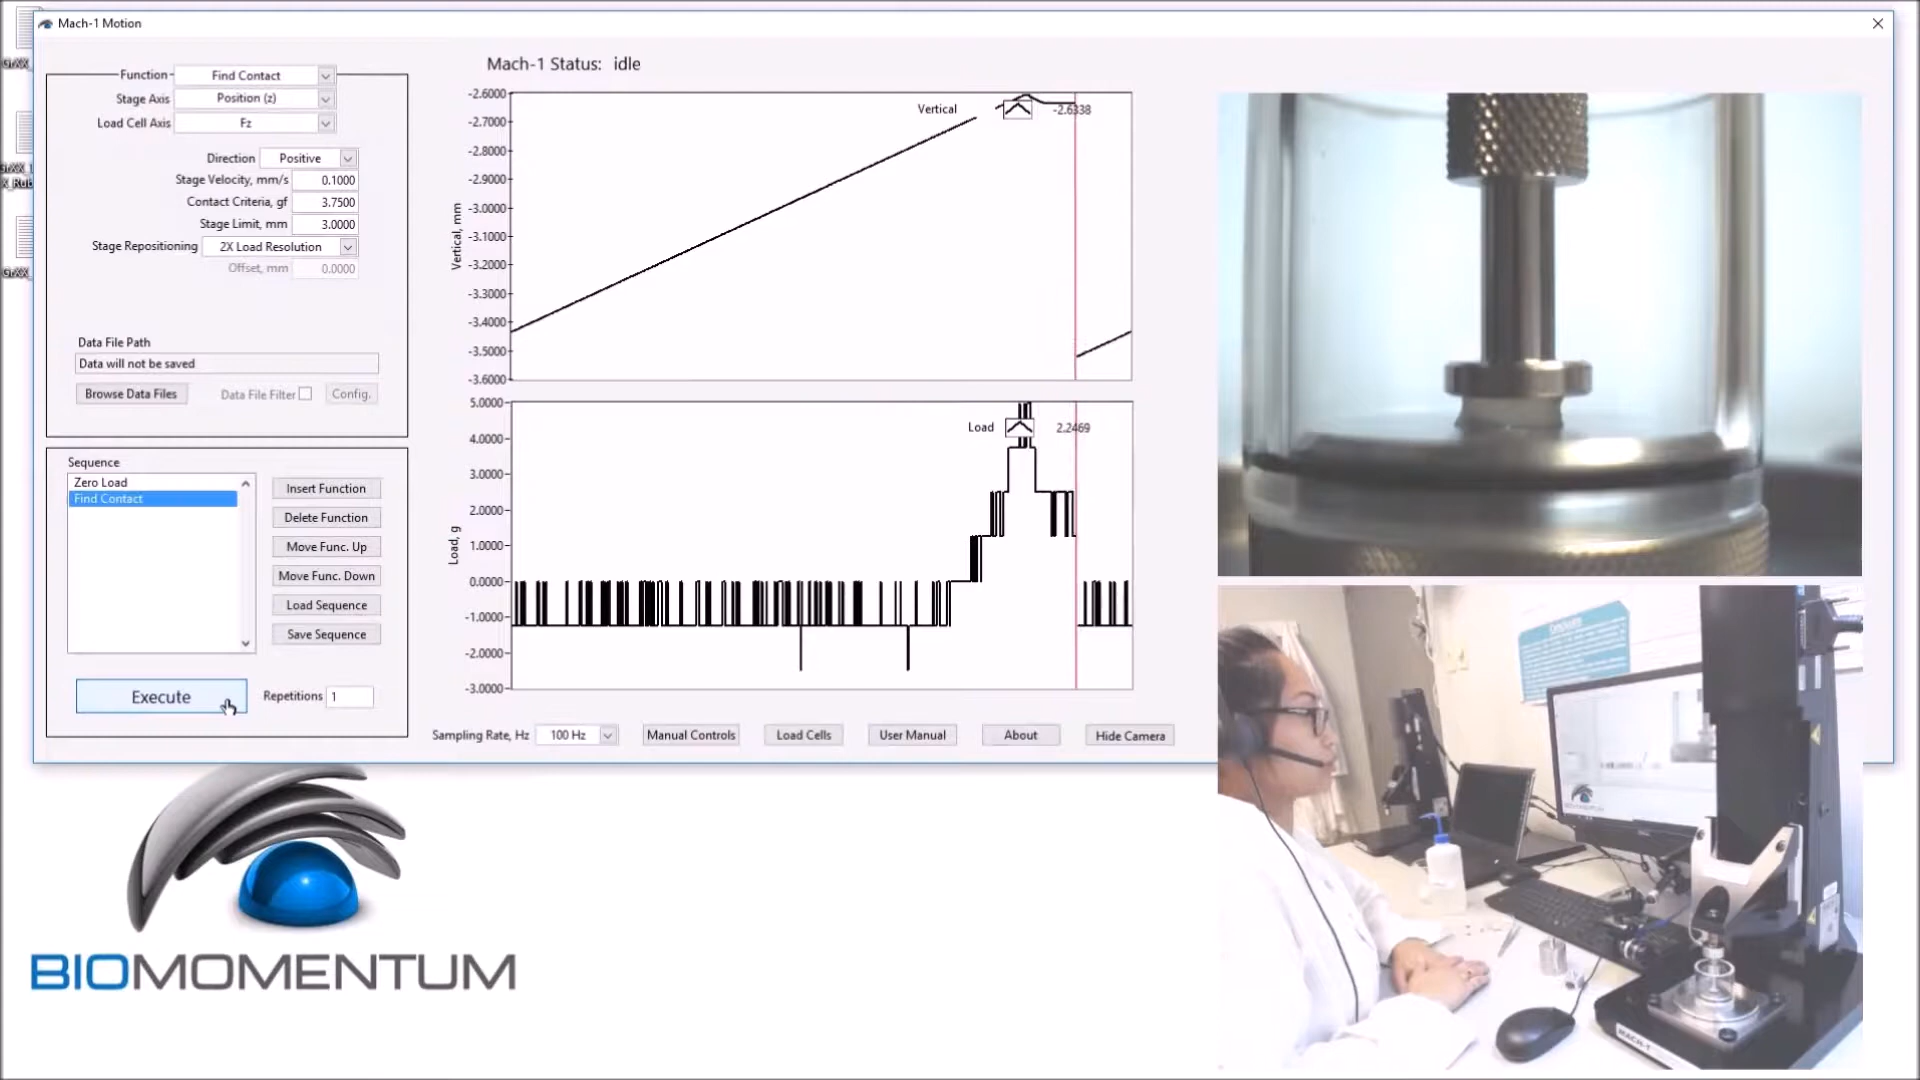 Mach-1 Motion
Function Find Contact
Stage Axis Position (z)
Load Cell Axis Fz
Direction Positive
Stage Velocity, mm/s 0.1000
Contact Criteria, gf 3.7500
Stage Limit, mm 3.0000
Stage Repositioning 2X Load Resolution
Offset, mm 0.0000
Data File Path
Data will not be saved
Browse Data Files Data File Filter Config.
Sequence
Zero Load
Find Contact
Insert Function
Delete Function
Move Func. Up
Move Func. Down
Load Sequence
Save Sequence
Execute Repetitions 1
Mach-1 Status: idle
Vertical -2.6338
Vertical, mm
-2.6000
-2.7000
-2.8000
-2.9000
-3.0000
-3.1000
-3.2000
-3.3000
-3.4000
-3.5000
-3.6000
Load 2.2469
Load, g
5.0000
4.0000
3.0000
2.0000
1.0000
0.0000
-1.0000
-2.0000
-3.0000
Sampling Rate, Hz 100 Hz Manual Controls Load Cells User Manual About Hide Camera
BIOMOMENTUM
MACH-1